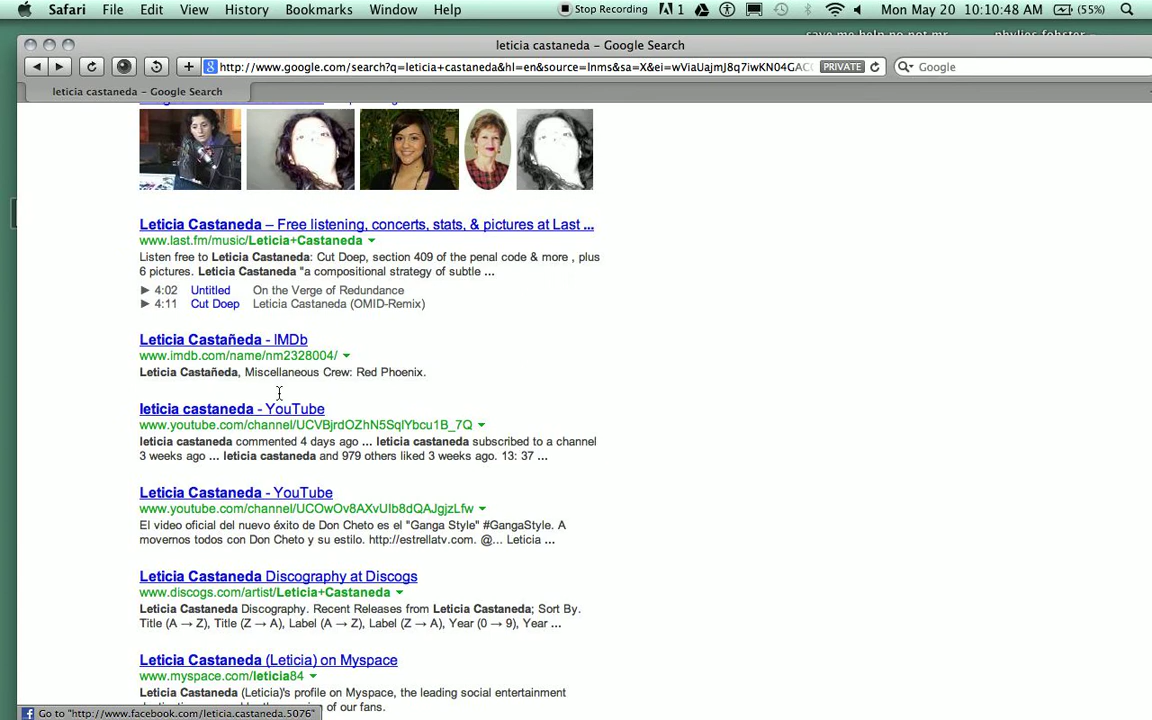 Safari File Edit View History Bookmarks Window Help Stop Recording 1 Mon May 20 10:10:48 AM (55%)
leticia castaneda – Google Search
http://www.google.com/search?q=leticia+castaneda&hl=en&source=lnms&sa=X&ei=wViaUajmJ8q7iwKN04GAC PRIVATE Google
leticia castaneda – Google Search
Leticia Castaneda – Free listening, concerts, stats, & pictures at Last ...
www.last.fm/music/Leticia+Castaneda
Listen free to Leticia Castaneda: Cut Doep, section 409 of the penal code & more , plus
6 pictures. Leticia Castaneda "a compositional strategy of subtle ...
4:02 Untitled On the Verge of Redundance
4:11 Cut Doep Leticia Castaneda (OMID-Remix)
Leticia Castañeda - IMDb
www.imdb.com/name/nm2328004/
Leticia Castañeda, Miscellaneous Crew: Red Phoenix.
leticia castaneda - YouTube
www.youtube.com/channel/UCVBjrdOZhN5SqlYbcu1B_7Q
leticia castaneda commented 4 days ago ... leticia castaneda subscribed to a channel
3 weeks ago ... leticia castaneda and 979 others liked 3 weeks ago. 13: 37 ...
Leticia Castaneda - YouTube
www.youtube.com/channel/UCOwOv8AXvUIb8dQAJgjzLfw
El video oficial del nuevo éxito de Don Cheto es el "Ganga Style" #GangaStyle. A
movernos todos con Don Cheto y su estilo. http://estrellatv.com. @... Leticia ...
Leticia Castaneda Discography at Discogs
www.discogs.com/artist/Leticia+Castaneda
Leticia Castaneda Discography. Recent Releases from Leticia Castaneda; Sort By.
Title (A → Z), Title (Z → A), Label (A → Z), Label (Z → A), Year (0 → 9), Year ...
Leticia Castaneda (Leticia) on Myspace
www.myspace.com/leticia84
Leticia Castaneda (Leticia)'s profile on Myspace, the leading social entertainment
of our fans.
Go to "http://www.facebook.com/leticia.castaneda.5076"